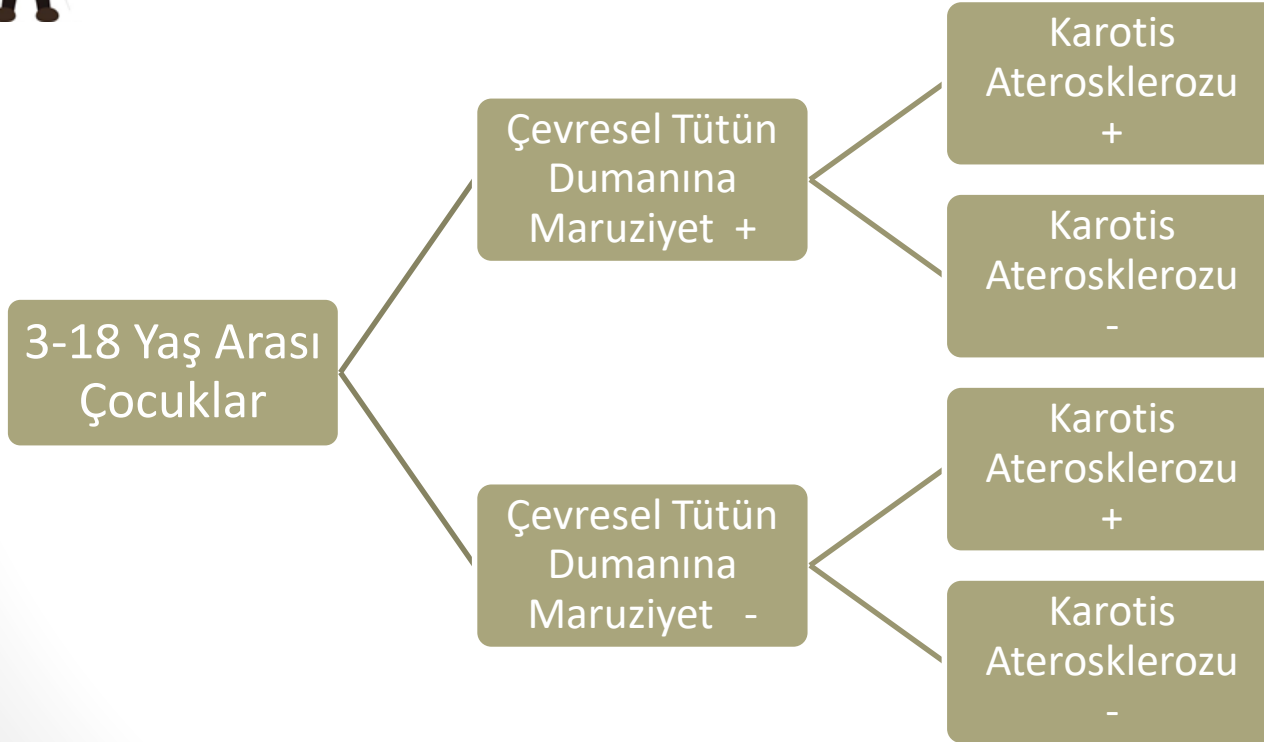 3-18 Yaş Arası
Çocuklar
Çevresel Tütün
Dumanına
Maruziyet  +
Karotis
Aterosklerozu
+
Karotis
Aterosklerozu
-
Çevresel Tütün
Dumanına
Maruziyet  -
Karotis
Aterosklerozu
+
Karotis
Aterosklerozu
-